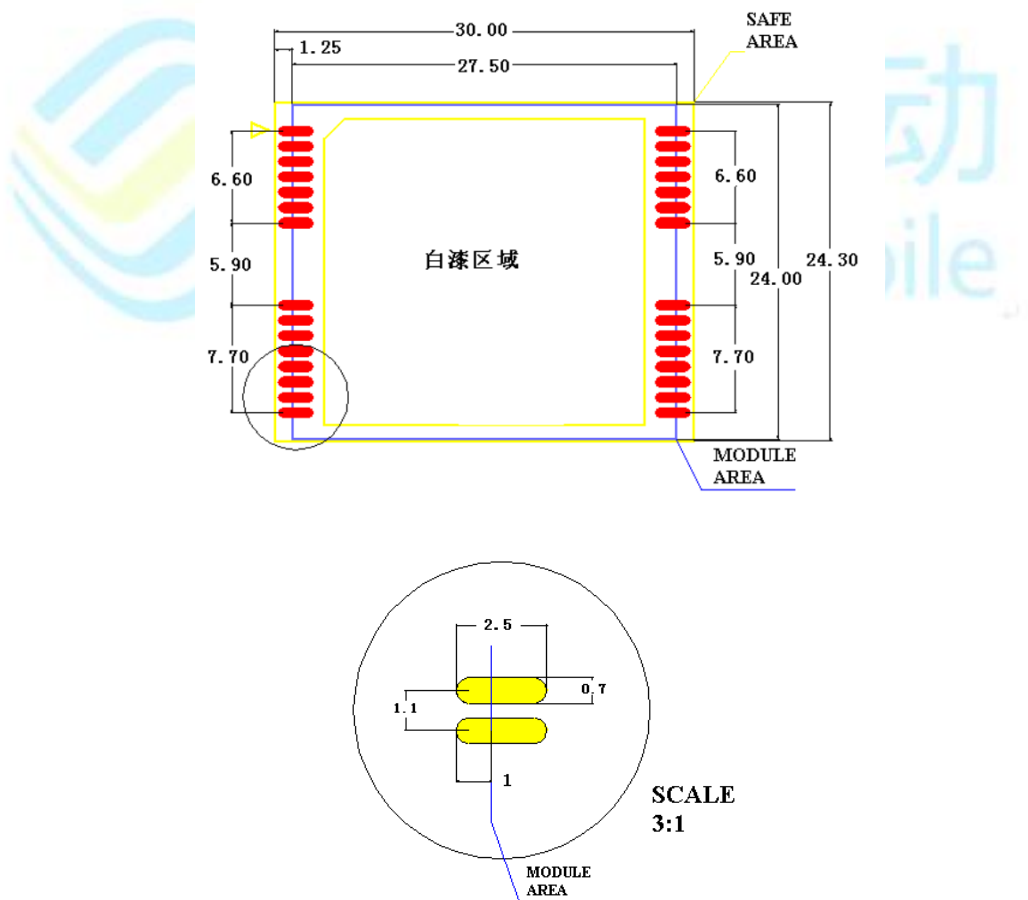 SAFE
AREA
30.00
1.25
27.50
6.60
6.60
5.90
5.90
24.00
24.30
白漆区域
7.70
7.70
MODULE
AREA
2.5
0.7
1.1
1
SCALE
3:1
MODULE
AREA
动
bile